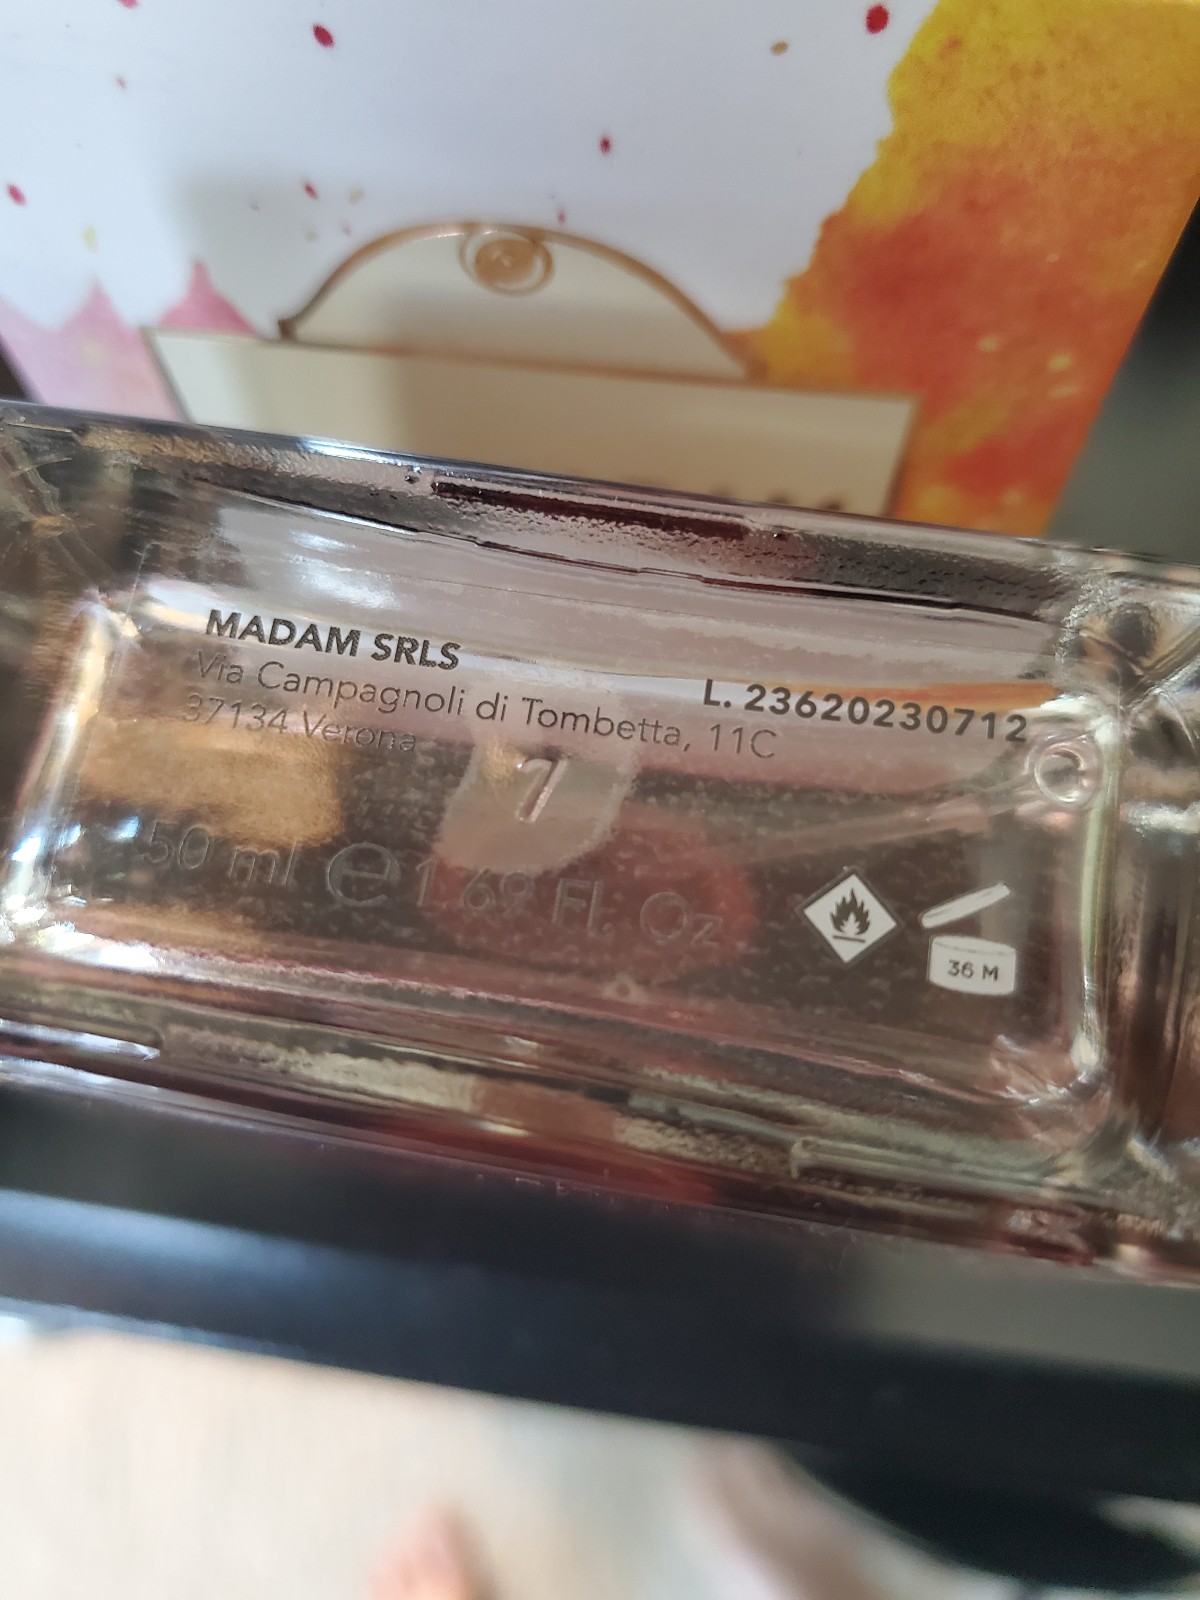 MADAM SRLS
Via Campagnoli di Tombetta, 11C
37134 Verona
L. 23620230712
7
50 ml e 1.69 Fl. Oz
36 M